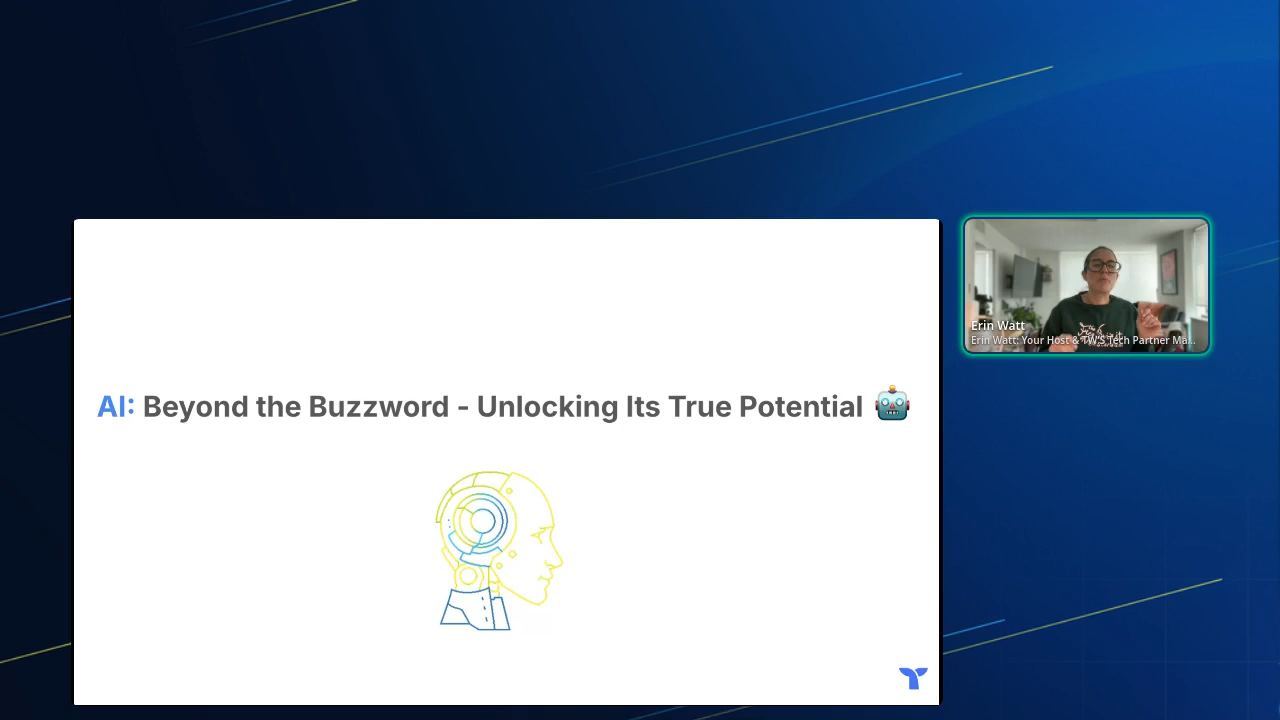 AI: Beyond the Buzzword - Unlocking Its True Potential 🤖
Erin Watt
Erin Watt: Your Host & TW'S Tech Partner Ma...